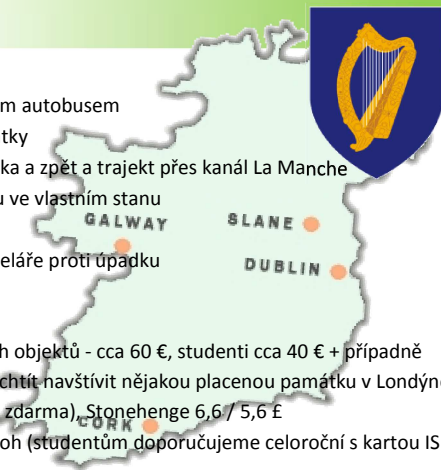 m autobusem
tky
ka a zpět a trajekt přes kanál La Manche
u ve vlastním stanu
GALWAY
SLANE
eláře proti úpadku
DUBLIN
h objektů - cca 60 €, studenti cca 40 € + případně
chtít navštívit nějakou placenou památku v Londýn
zdarma), Stonehenge 6,6 / 5,6 £
CORK
oh (studentům doporučujeme celoroční s kartou IS